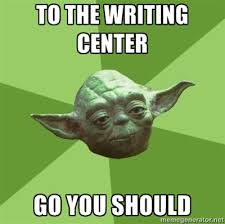 TO THE WRITING
CENTER
GO YOU SHOULD
memegenerator.net